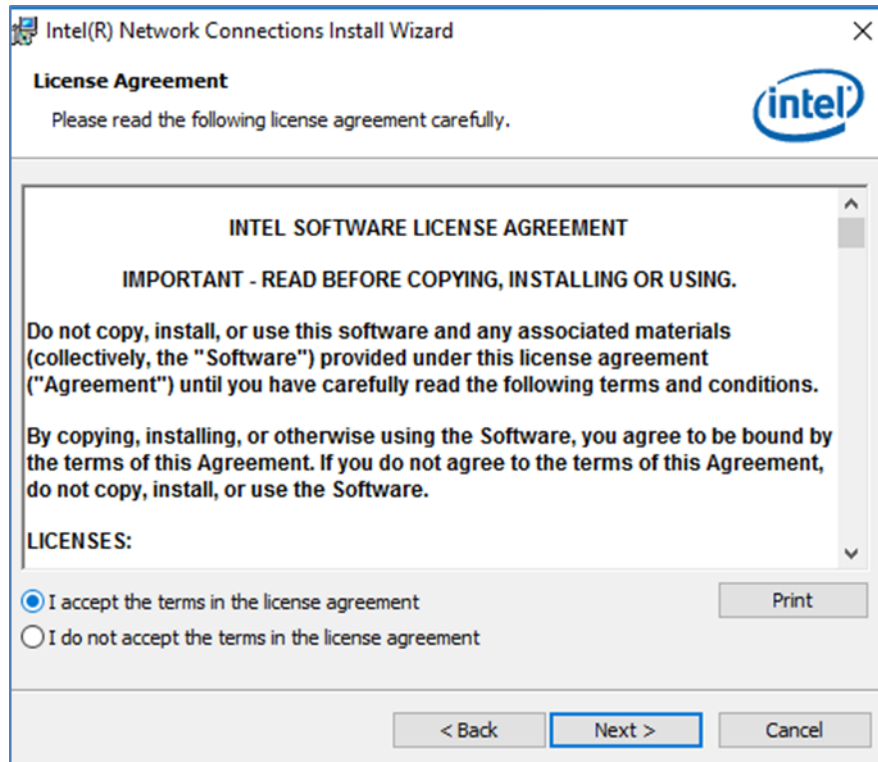 Intel(R) Network Connections Install Wizard
License Agreement
Please read the following license agreement carefully.
intel
INTEL SOFTWARE LICENSE AGREEMENT
IMPORTANT - READ BEFORE COPYING, INSTALLING OR USING.
Do not copy, install, or use this software and any associated materials
(collectively, the "Software") provided under this license agreement
("Agreement") until you have carefully read the following terms and conditions.
By copying, installing, or otherwise using the Software, you agree to be bound by
the terms of this Agreement. If you do not agree to the terms of this Agreement,
do not copy, install, or use the Software.
LICENSES:
I accept the terms in the license agreement
Print
I do not accept the terms in the license agreement
< Back
Next >
Cancel